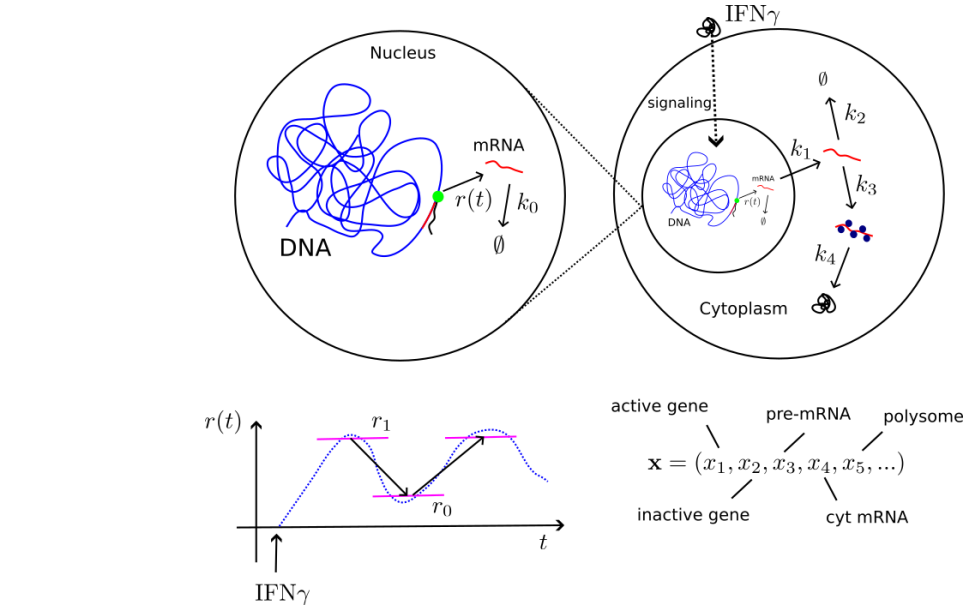 Nucleus
mRNA
r(t)
k₀
∅
DNA
IFNγ
signaling
∅
k₂
k₁
k₃
mRNA
r(t)
∅
DNA
k₄
Cytoplasm
r(t)
r₁
r₀
t
IFNγ
active gene
pre-mRNA
polysome
x = (x₁, x₂, x₃, x₄, x₅, ...)
inactive gene
cyt mRNA